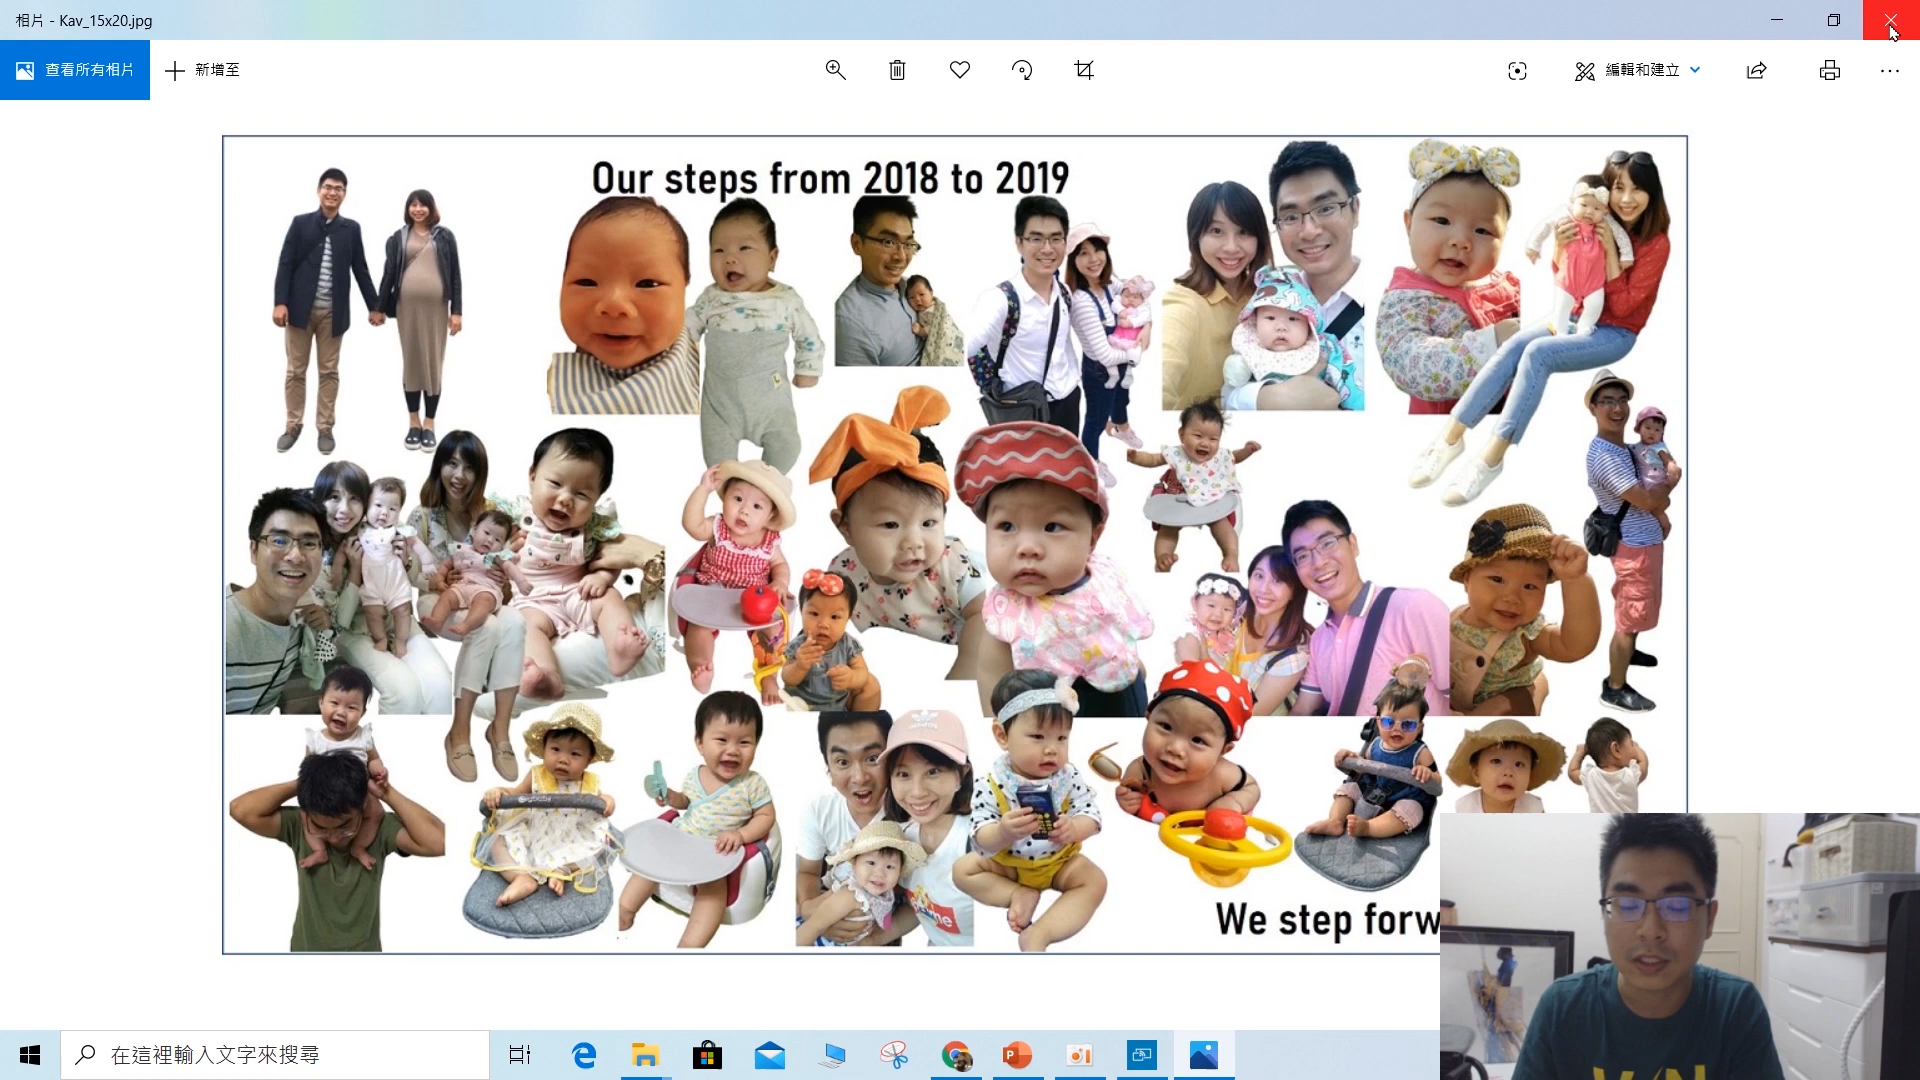 相片 - Kav_15x20.jpg
查看所有相片
新增至
編輯和建立
Our steps from 2018 to 2019
We step forw
在這裡輸入文字來搜尋